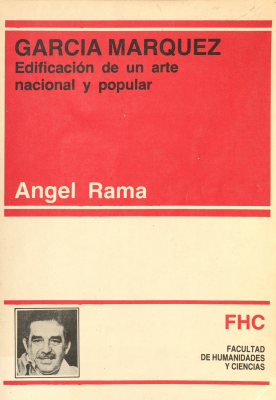 GARCIA MARQUEZ
Edificación de un arte
nacional y popular
Angel Rama
FHC
FACULTAD
DE HUMANIDADES
Y CIENCIAS